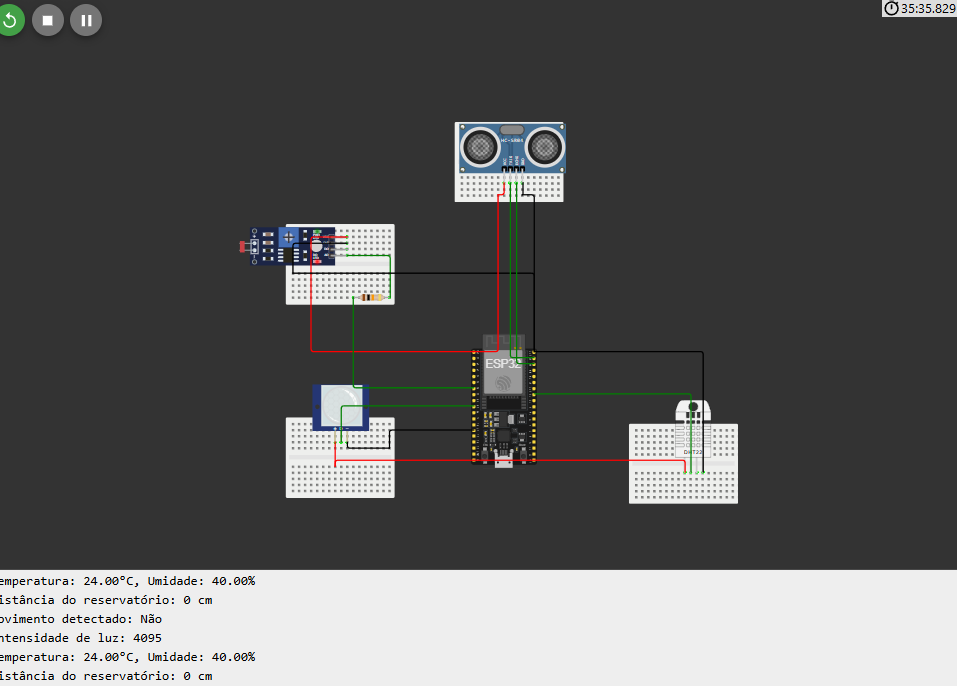 35:35.829
HC-SR04
ESP32
DHT22
emperatura: 24.00°C, Umidade: 40.00%
istância do reservatório: 0 cm
ovimento detectado: Não
ntensidade de luz: 4095
emperatura: 24.00°C, Umidade: 40.00%
istância do reservatório: 0 cm